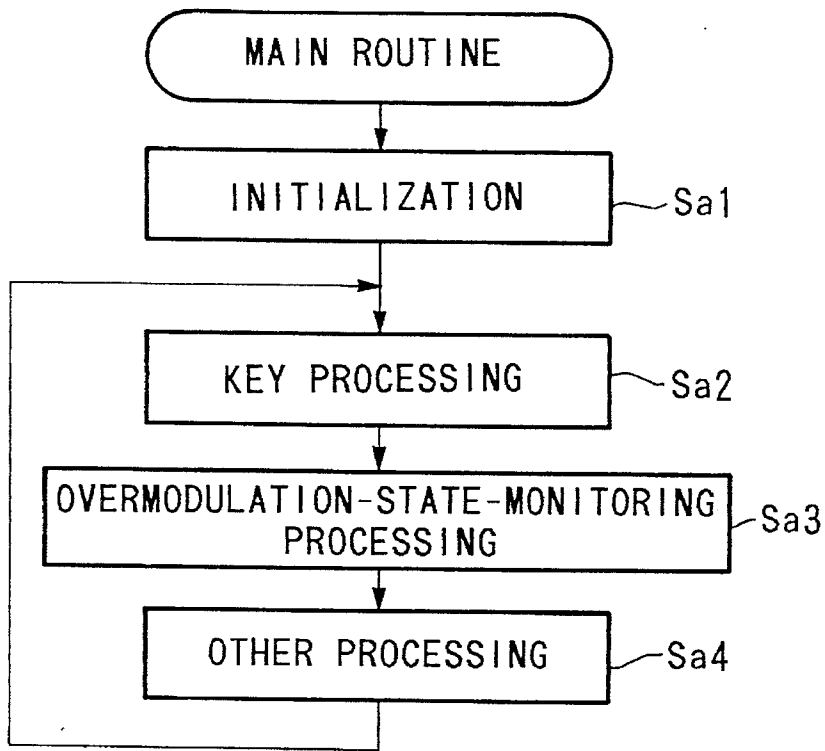 MAIN ROUTINE
INITIALIZATION
Sa1
KEY PROCESSING
Sa2
OVERMODULATION-STATE-MONITORING
PROCESSING
Sa3
OTHER PROCESSING
Sa4